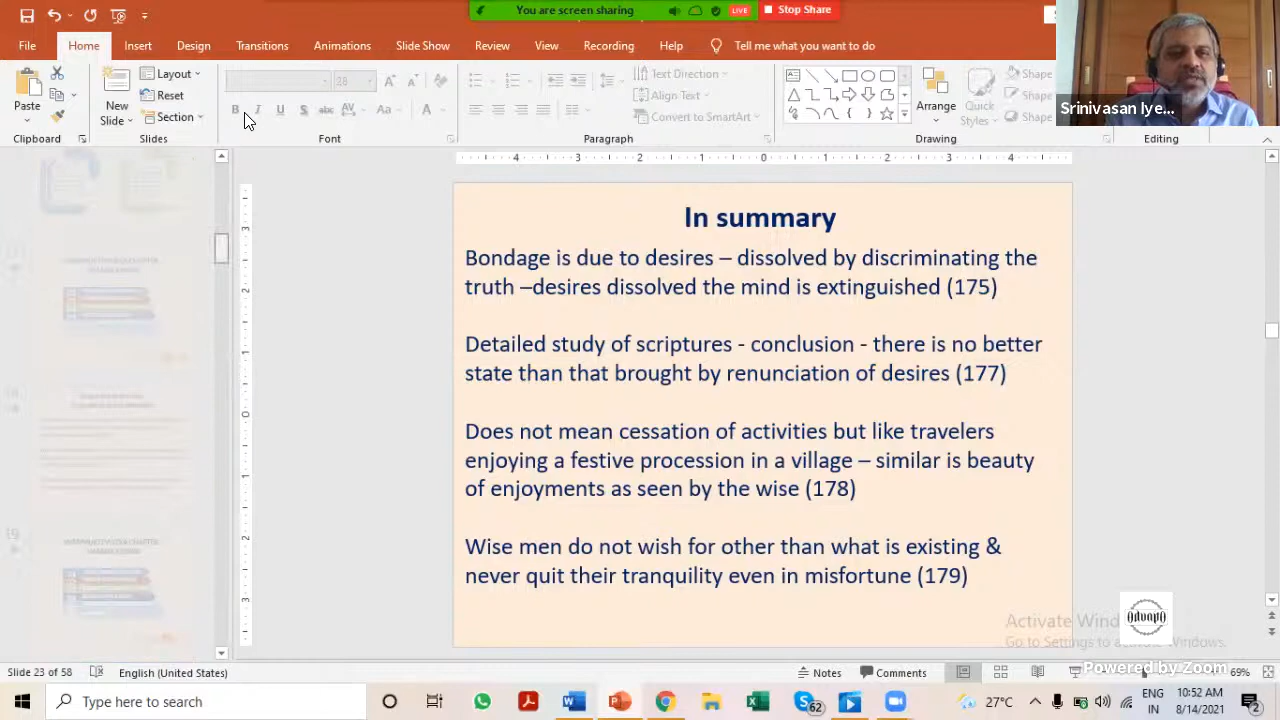 You are screen sharing LIVE Stop Share
File Home Insert Design Transitions Animations Slide Show Review View Recording Help Tell me what you want to do
Paste
New
Slide
Layout
Reset
Section
28
B I U S abc AV Aa A
Text Direction
Align Text
Convert to SmartArt
Arrange
Quick
Styles
Shape
Shape
Shape
Clipboard Slides Font Paragraph Drawing Editing
Srinivasan Iye...
In summary
Bondage is due to desires – dissolved by discriminating the
truth –desires dissolved the mind is extinguished (175)
Detailed study of scriptures - conclusion - there is no better
state than that brought by renunciation of desires (177)
Does not mean cessation of activities but like travelers
enjoying a festive procession in a village – similar is beauty
of enjoyments as seen by the wise (178)
Wise men do not wish for other than what is existing &
never quit their tranquility even in misfortune (179)
Activate Wind
Go to Settings to activate Windows.
Powered by Zoom
Slide 23 of 58 English (United States) Notes Comments 69%
Type here to search 62 27°C ENG IN 10:52 AM 8/14/2021 2